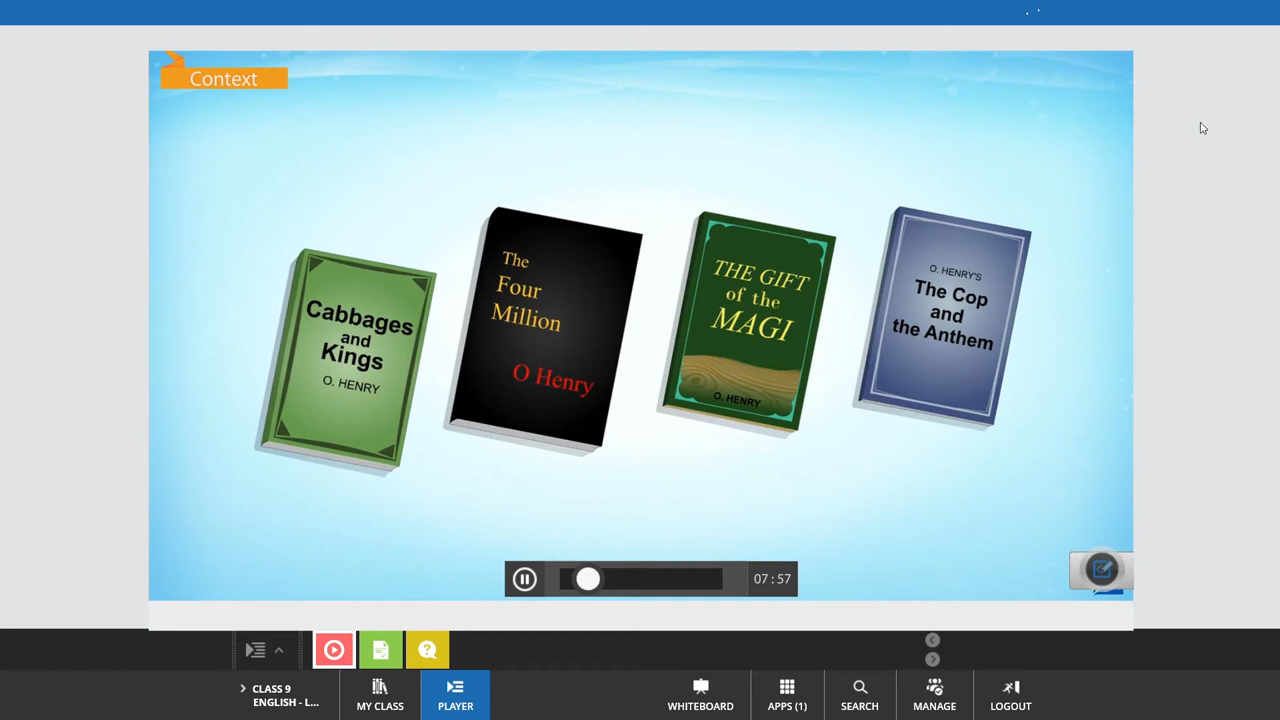 Context
Cabbages
and
Kings
O. HENRY
The
Four
Million
O Henry
THE GIFT
of the
MAGI
O. HENRY
O. HENRY'S
The Cop
and
the Anthem
07 : 57
CLASS 9
ENGLISH - L...
MY CLASS
PLAYER
WHITEBOARD
APPS (1)
SEARCH
MANAGE
LOGOUT